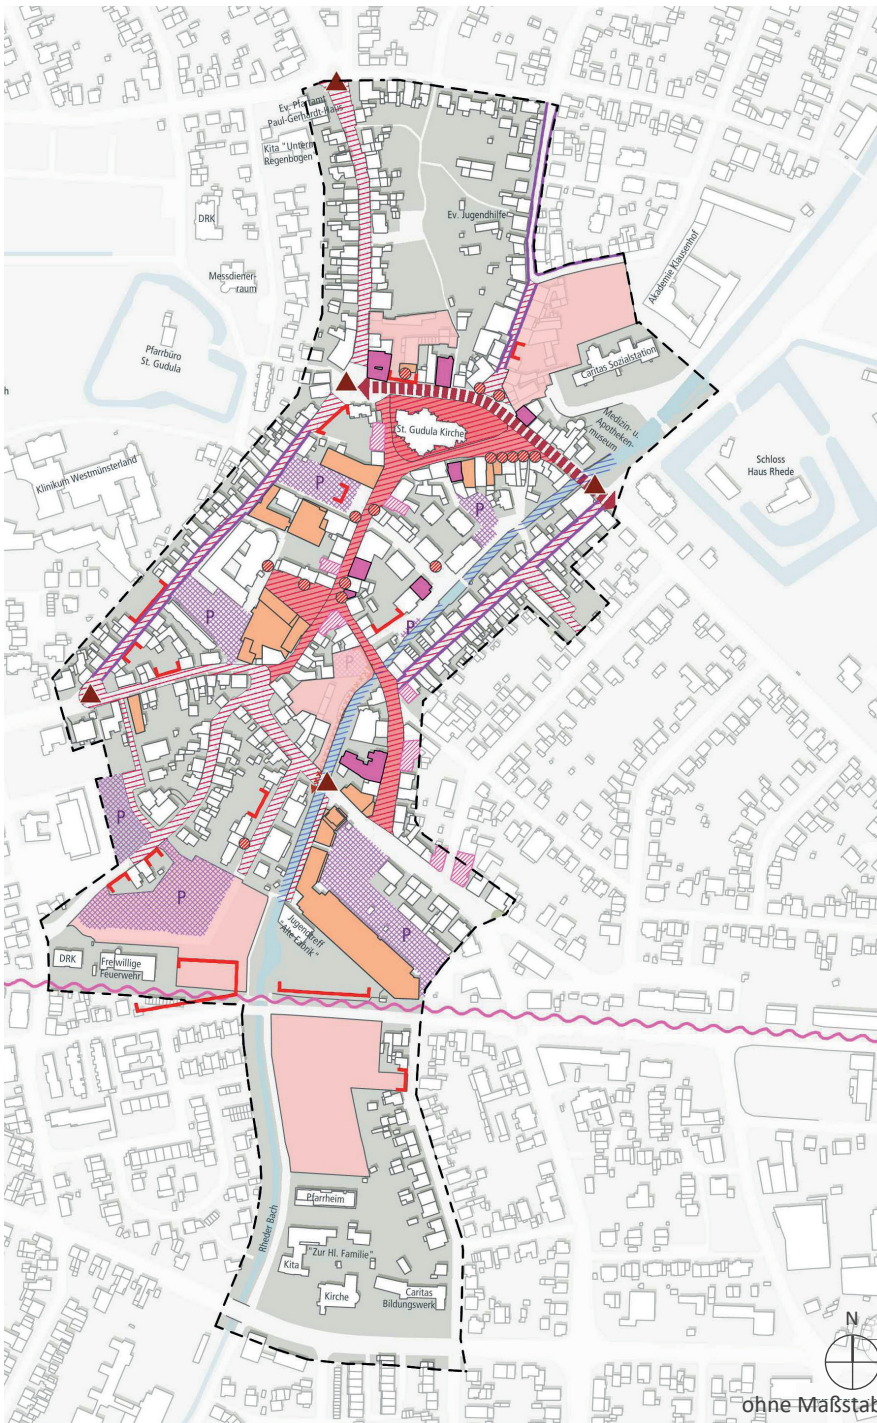 Ev. Pfarramt
Paul-Gerhardt-Haus
Kita "Unterm
Regenbogen
DRK
Ev. Jugendhilfe
Akademie Klausenhof
Messdiener-
raum
Pfarrbüro
St. Gudula
Caritas Sozialstation
h
St. Gudula Kirche
Medizin- u.
Apotheken-
museum
Schloss
Haus Rhede
Klinikum Westmünsterland
P
P
P
P
P
P
P
P
Jugendtreff
"Alte Fabrik"
DRK
Freiwillige
Feuerwehr
Pfarrheim
Rheder Bach
"Zur Hl. Familie"
Kita
Kirche
Caritas
Bildungswerk
N
ohne Maßstab